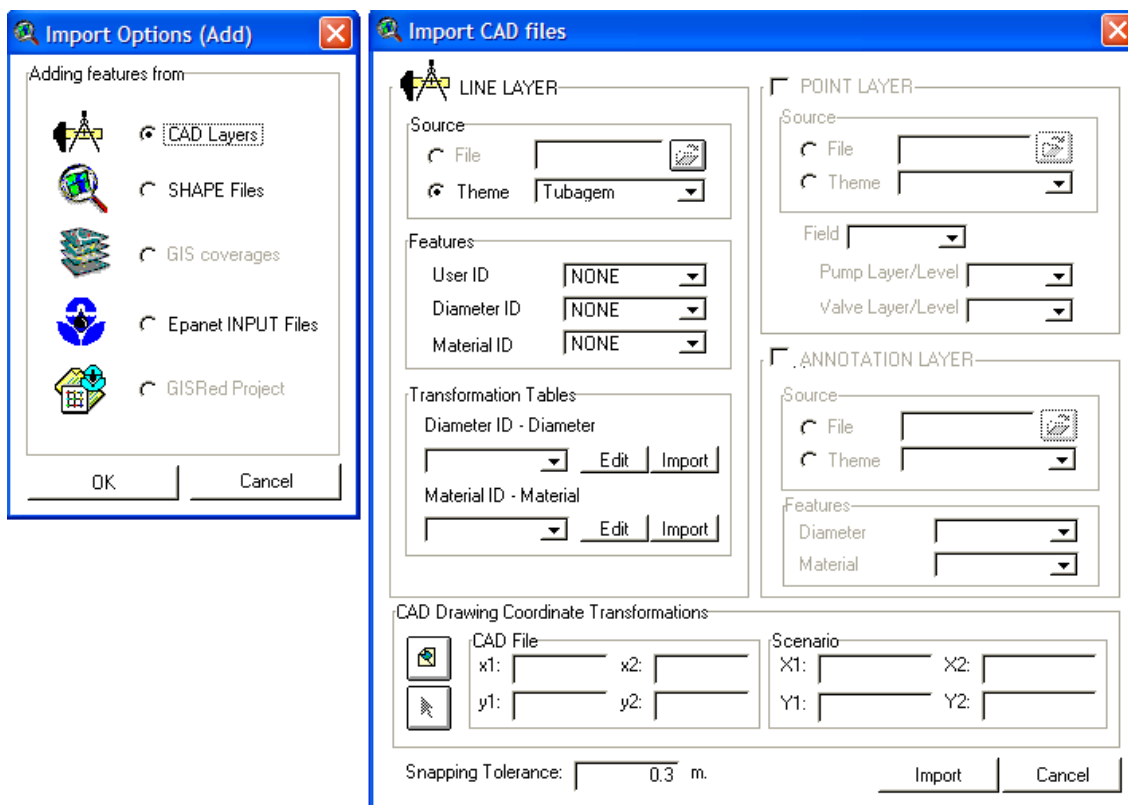 Import Options (Add)
Adding features from
CAD Layers
SHAPE Files
GIS coverages
Epanet INPUT Files
GISRed Project
OK Cancel
Import CAD files
LINE LAYER
Source
File
Theme Tubagem
Features
User ID NONE
Diameter ID NONE
Material ID NONE
Transformation Tables
Diameter ID - Diameter
Edit Import
Material ID - Material
Edit Import
POINT LAYER
Source
File
Theme
Field
Pump Layer/Level
Valve Layer/Level
ANNOTATION LAYER
Source
File
Theme
Features
Diameter
Material
CAD Drawing Coordinate Transformations
CAD File
x1: x2:
y1: y2:
Scenario
X1: X2:
Y1: Y2:
Snapping Tolerance: 0.3 m.
Import Cancel